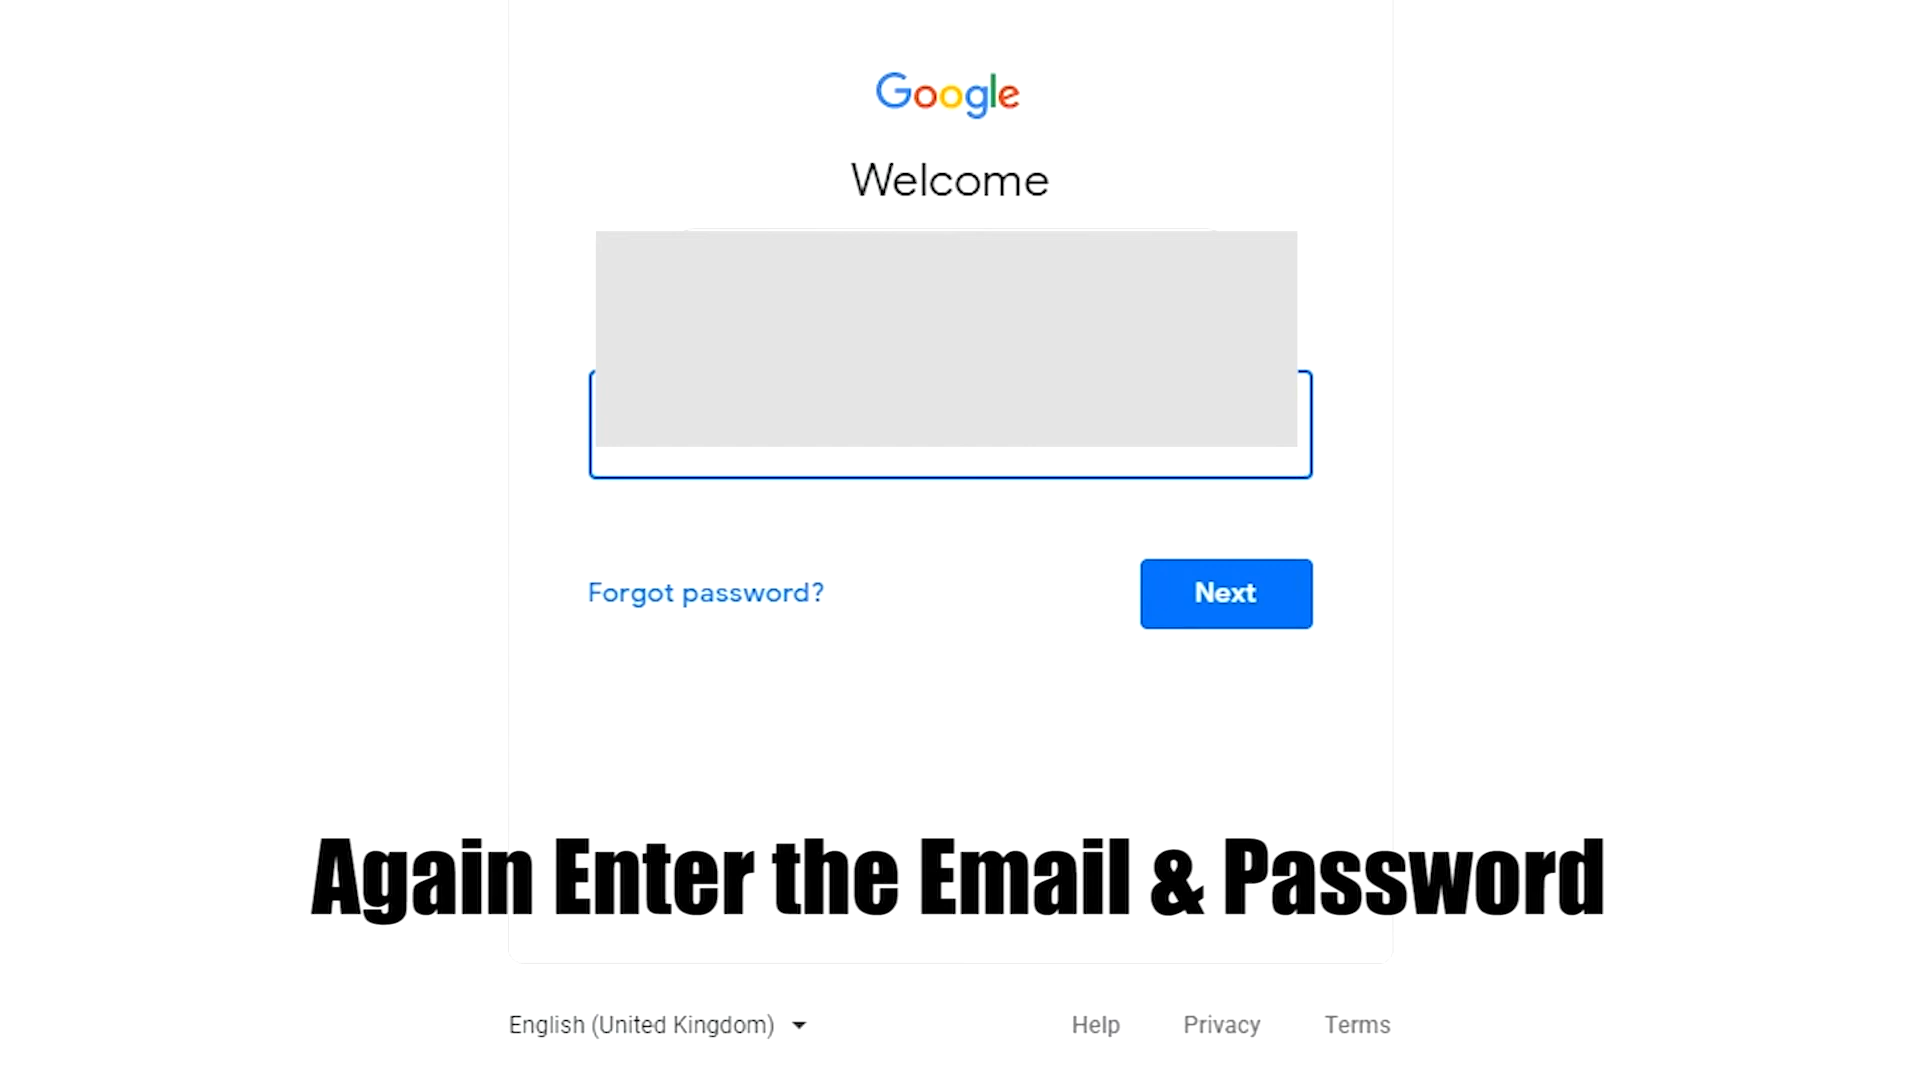 Google
Welcome
Forgot password?
Next
Again Enter the Email & Password
English (United Kingdom)
Help
Privacy
Terms